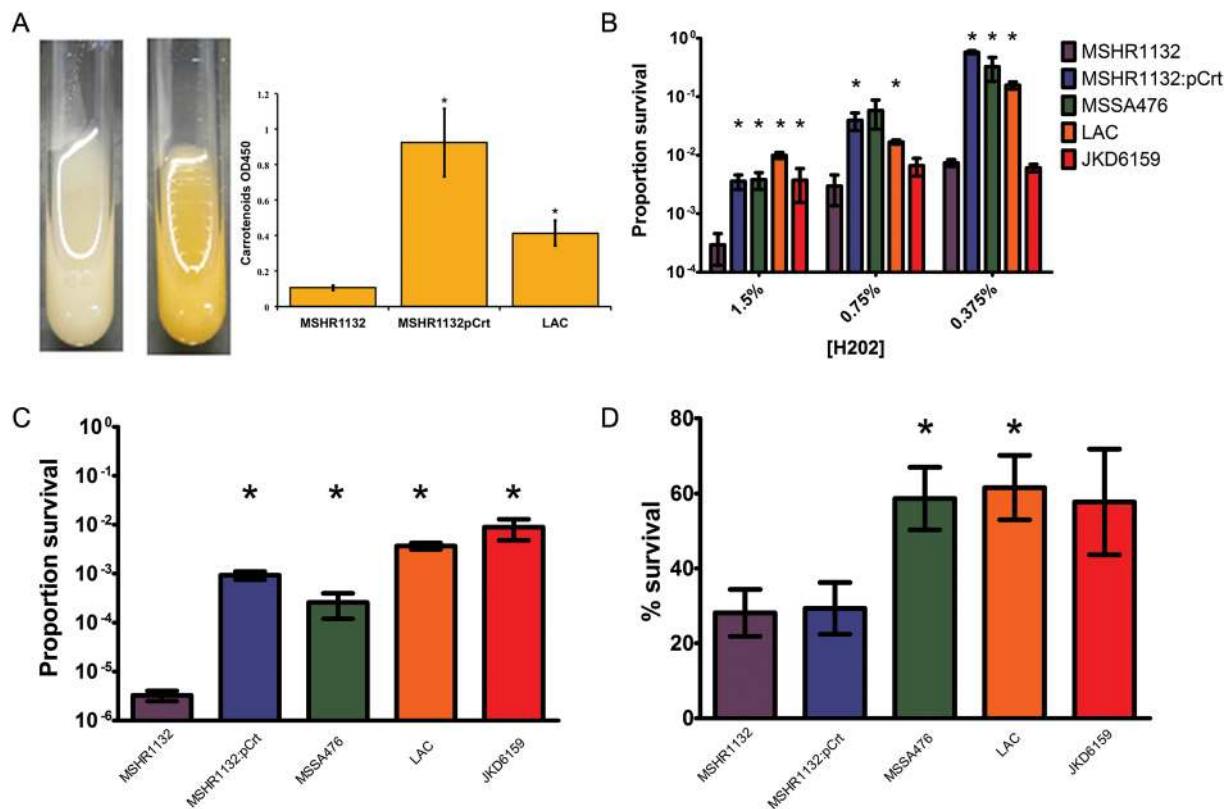 A
Carrotenoids OD450
1.2
1
0.8
0.6
0.4
0.2
0
*
*
MSHR1132
MSHR1132pCrt
LAC
B
Proportion survival
10^0
10^-1
10^-2
10^-3
10^-4
* * * *
* *
* * *
1.5%
0.75%
0.375%
[H202]
MSHR1132
MSHR1132:pCrt
MSSA476
LAC
JKD6159
C
Proportion survival
10^0
10^-1
10^-2
10^-3
10^-4
10^-5
10^-6
* * * *
MSHR1132
MSHR1132:pCrt
MSSA476
LAC
JKD6159
D
% survival
80
60
40
20
0
* *
MSHR1132
MSHR1132:pCrt
MSSA476
LAC
JKD6159